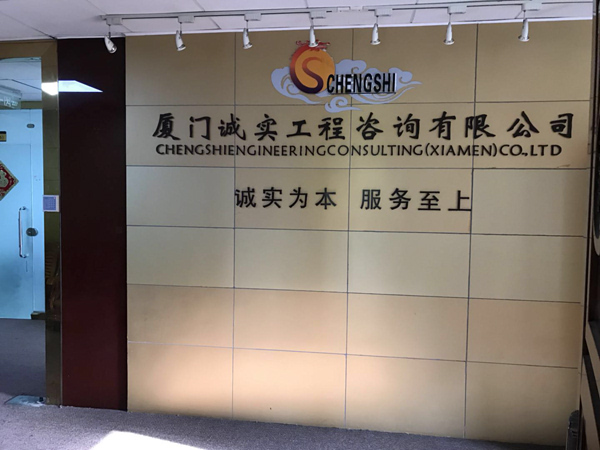 CHENGSHI
厦门诚实工程咨询有限公司
CHENGSHIENGINEERINGCONSULTING(XIAMEN)CO.,LTD
诚实为本 服务至上